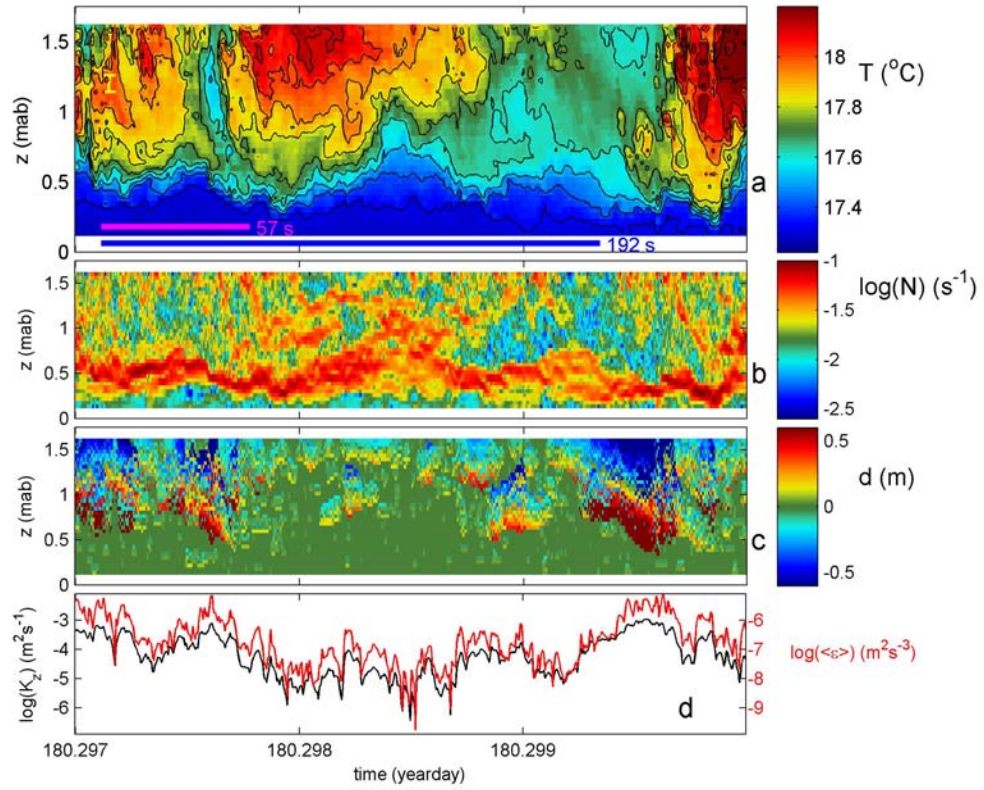 1.5
1
0.5
0
z (mab)
57 s
192 s
a
18
17.8
17.6
17.4
T (°C)
1.5
1
0.5
0
z (mab)
b
-1
-1.5
-2
-2.5
log(N) (s⁻¹)
1.5
1
0.5
0
z (mab)
c
0.5
0
-0.5
d (m)
-3
-4
-5
-6
log(K_z) (m²s⁻¹)
d
-6
-7
-8
-9
log(<ε>) (m²s⁻³)
180.297
180.298
180.299
time (yearday)